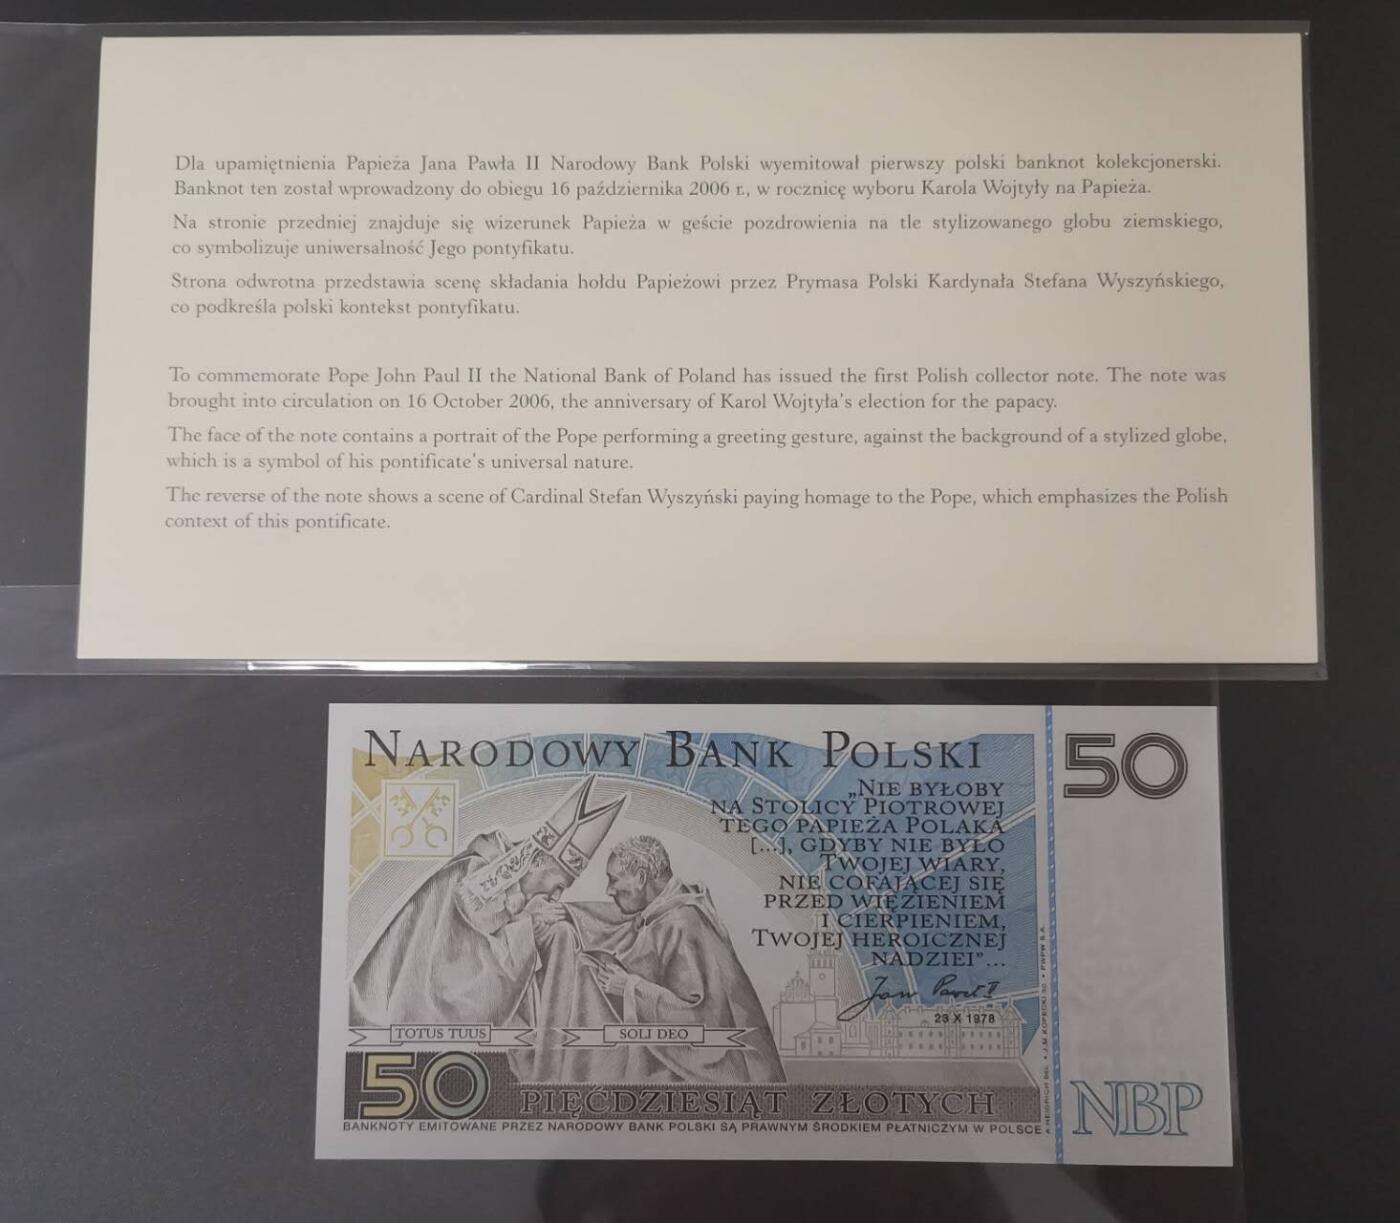 Dla upamiętnienia Papieża Jana Pawła II Narodowy Bank Polski wyemitował pierwszy polski banknot kolekcjonerski.
Banknot ten został wprowadzony do obiegu 16 października 2006 r., w rocznicę wyboru Karola Wojtyły na Papieża.
Na stronie przedniej znajduje się wizerunek Papieża w geście pozdrowienia na tle stylizowanego globu ziemskiego,
co symbolizuje uniwersalność Jego pontyfikatu.
Strona odwrotna przedstawia scenę składania hołdu Papieżowi przez Prymasa Polski Kardynała Stefana Wyszyńskiego,
co podkreśla polski kontekst pontyfikatu.
To commemorate Pope John Paul II the National Bank of Poland has issued the first Polish collector note. The note was
brought into circulation on 16 October 2006, the anniversary of Karol Wojtyła's election for the papacy.
The face of the note contains a portrait of the Pope performing a greeting gesture, against the background of a stylized globe,
which is a symbol of his pontificate's universal nature.
The reverse of the note shows a scene of Cardinal Stefan Wyszyński paying homage to the Pope, which emphasizes the Polish
context of this pontificate.
NARODOWY BANK POLSKI
50
„NIE BYŁOBY
NA STOLICY PIOTROWEJ
TEGO PAPIEŻA POLAKA
[...], GDYBY NIE BYŁO
TWOJEJ WIARY,
NIE COFAJĄCEJ SIĘ
PRZED WIĘZIENIEM
I CIERPIENIEM,
TWOJEJ HEROICZNEJ
NADZIEI"...
Jan Paweł II
23 X 1978
TOTUS TUUS
SOLI DEO
50
PIĘĆDZIESIĄT ZŁOTYCH
BANKNOTY EMITOWANE PRZEZ NARODOWY BANK POLSKI SĄ PRAWNYM ŚRODKIEM PŁATNICZYM W POLSCE
A.HEIDRICH DEL. • J.M.KOPECKI SC. • PWPW S.A.
NBP